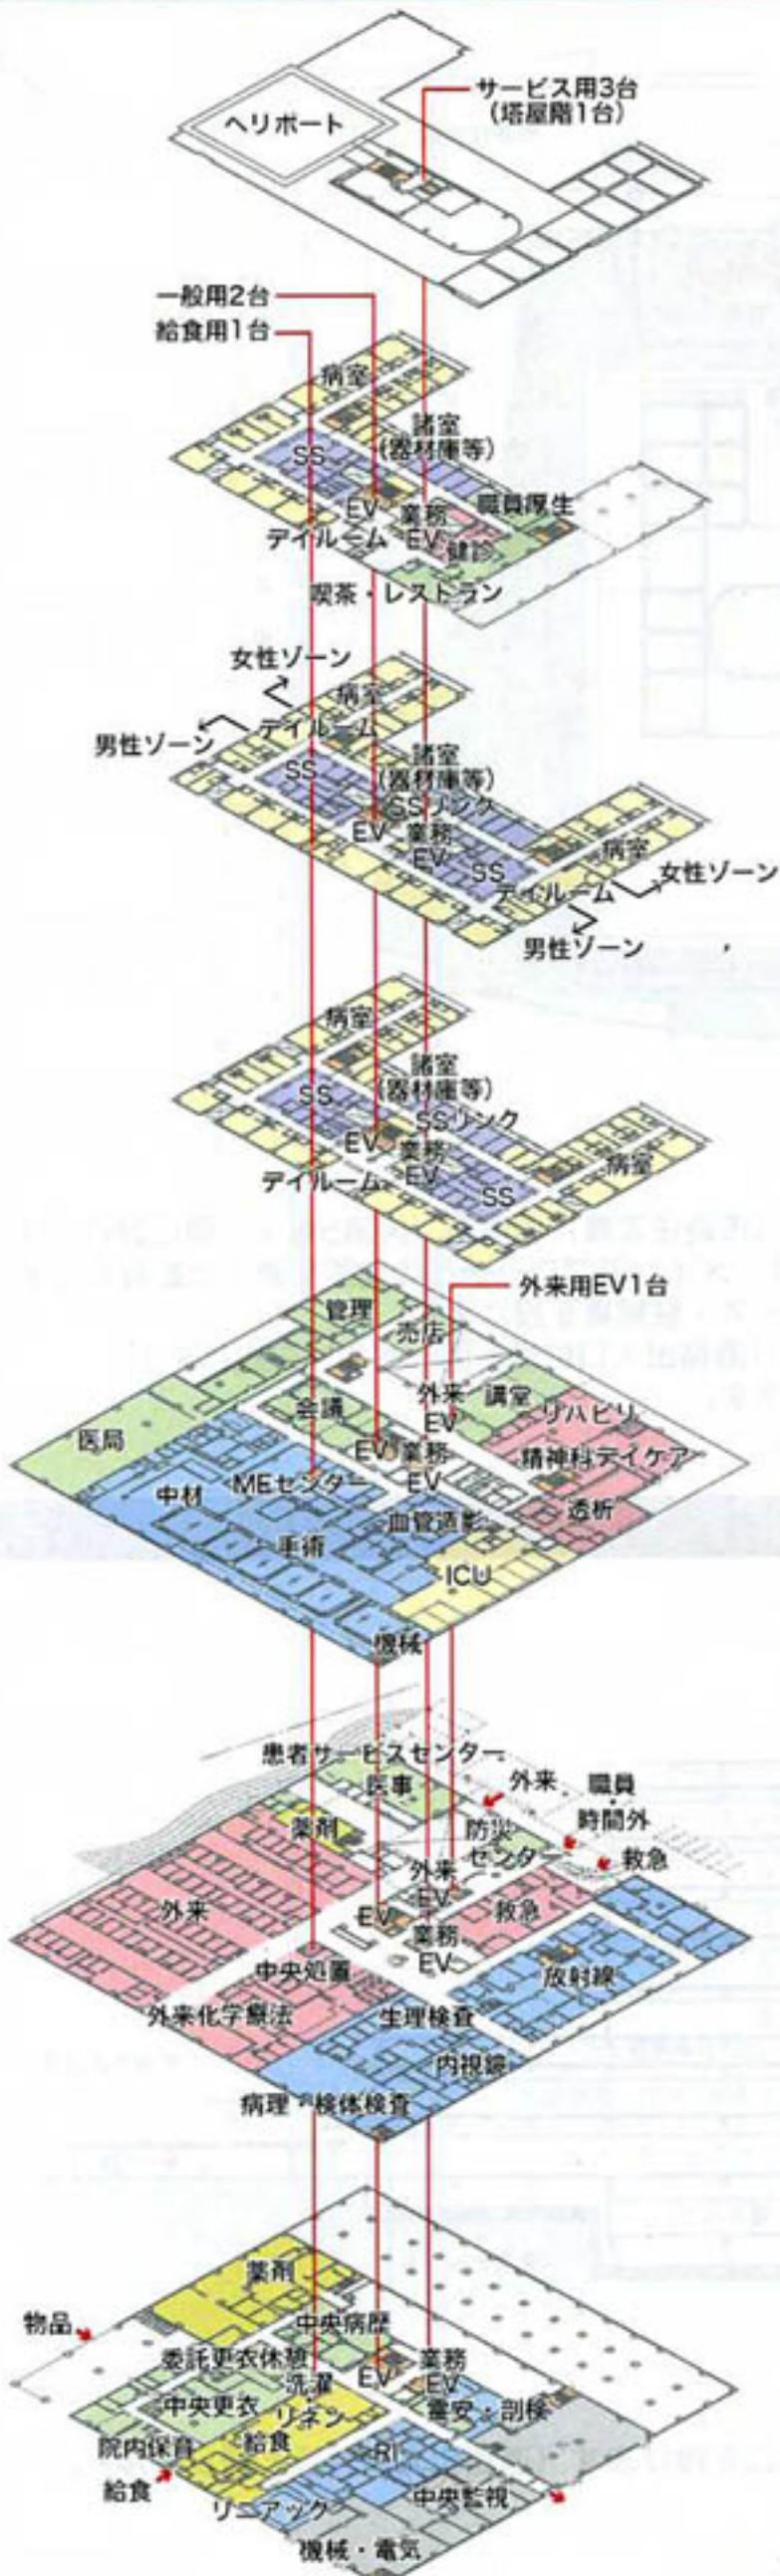 ヘリポート
サービス用3台
(塔屋階1台)
一般用2台
給食用1台
病室
諸室
(器材庫等)
SS
職員厚生
EV
業務
EV
デイルーム
健診
喫茶・レストラン
女性ゾーン
病室
男性ゾーン
デイルーム
諸室
(器材庫等)
SS
SSリンク
EV
業務
EV
病室
SS
女性ゾーン
デイルーム
男性ゾーン
病室
諸室
(器材庫等)
SS
SSリンク
EV
業務
EV
病室
デイルーム
SS
外来用EV1台
管理
売店
外来
EV
講室
会議
リハビリ
医局
EV
業務
EV
精神科デイケア
MEセンター
中材
血管造影
透析
手術
ICU
機械
患者サービスセンター
医事
外来
職員
・
時間外
薬剤
防災
センター
救急
外来
EV
外来
EV
救急
業務
EV
中央処置
放射線
外来化学療法
生理検査
内視鏡
病理・検体検査
薬剤
物品
中央病歴
委託更衣休憩
業務
EV
EV
洗濯
・
リネン
中央更衣
霊安・剖検
院内保育
給食
RI
給食
リニアック
中央監視
機械・電気